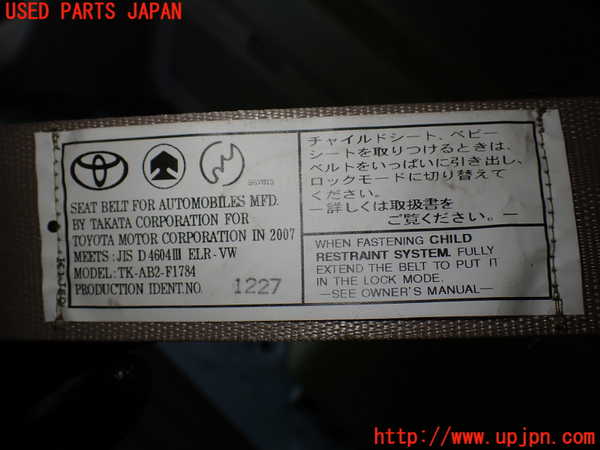 USED PARTS JAPAN
SEAT BELT FOR AUTOMOBILES MFD.
BY TAKATA CORPORATION FOR
TOYOTA MOTOR CORPORATION IN 2007
MEETS: JIS D 4604Ⅲ ELR-VW
MODEL: TK-AB2-F1784
PRODUCTION IDENT.NO. 1227
チャイルドシート、ベビー
シートを取りつけるときは、
ベルトをいっぱいに引き出し、
ロックモードに切り替えて
ください。
―詳しくは取扱書を
ご覧ください。―
WHEN FASTENING CHILD
RESTRAINT SYSTEM. FULLY
EXTEND THE BELT TO PUT IT
IN THE LOCK MODE.
―SEE OWNER'S MANUAL―
http://www.upjpn.com/